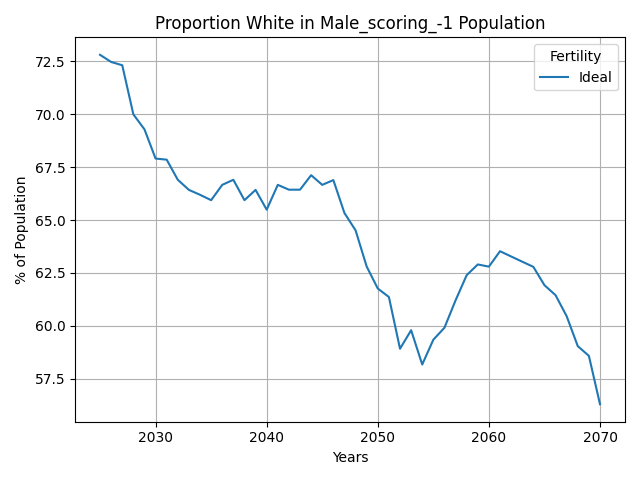 Proportion White in Male_scoring_-1 Population
Fertility
Ideal
72.5
70.0
67.5
65.0
62.5
60.0
57.5
% of Population
2030 2040 2050 2060 2070
Years